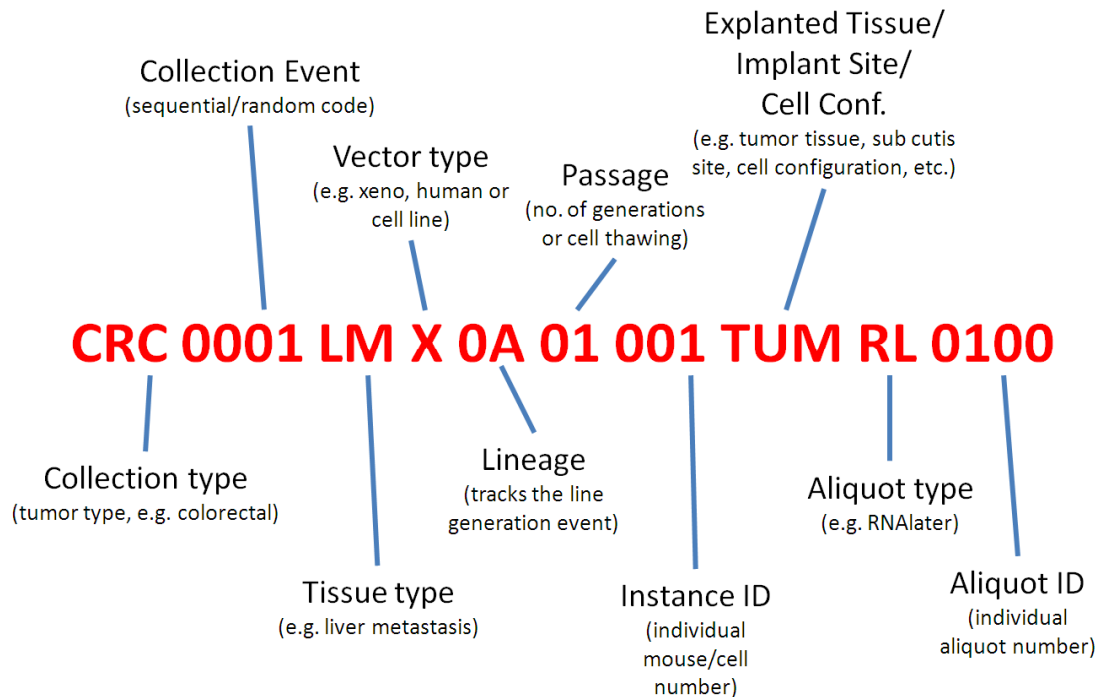 Explanted Tissue/
Implant Site/
Cell Conf.
(e.g. tumor tissue, sub cutis
site, cell configuration, etc.)
Collection Event
(sequential/random code)
Vector type
(e.g. xeno, human or
cell line)
Passage
(no. of generations
or cell thawing)
CRC 0001 LM X 0A 01 001 TUM RL 0100
Collection type
(tumor type, e.g. colorectal)
Lineage
(tracks the line
generation event)
Aliquot type
(e.g. RNAlater)
Tissue type
(e.g. liver metastasis)
Instance ID
(individual
mouse/cell
number)
Aliquot ID
(individual
aliquot number)